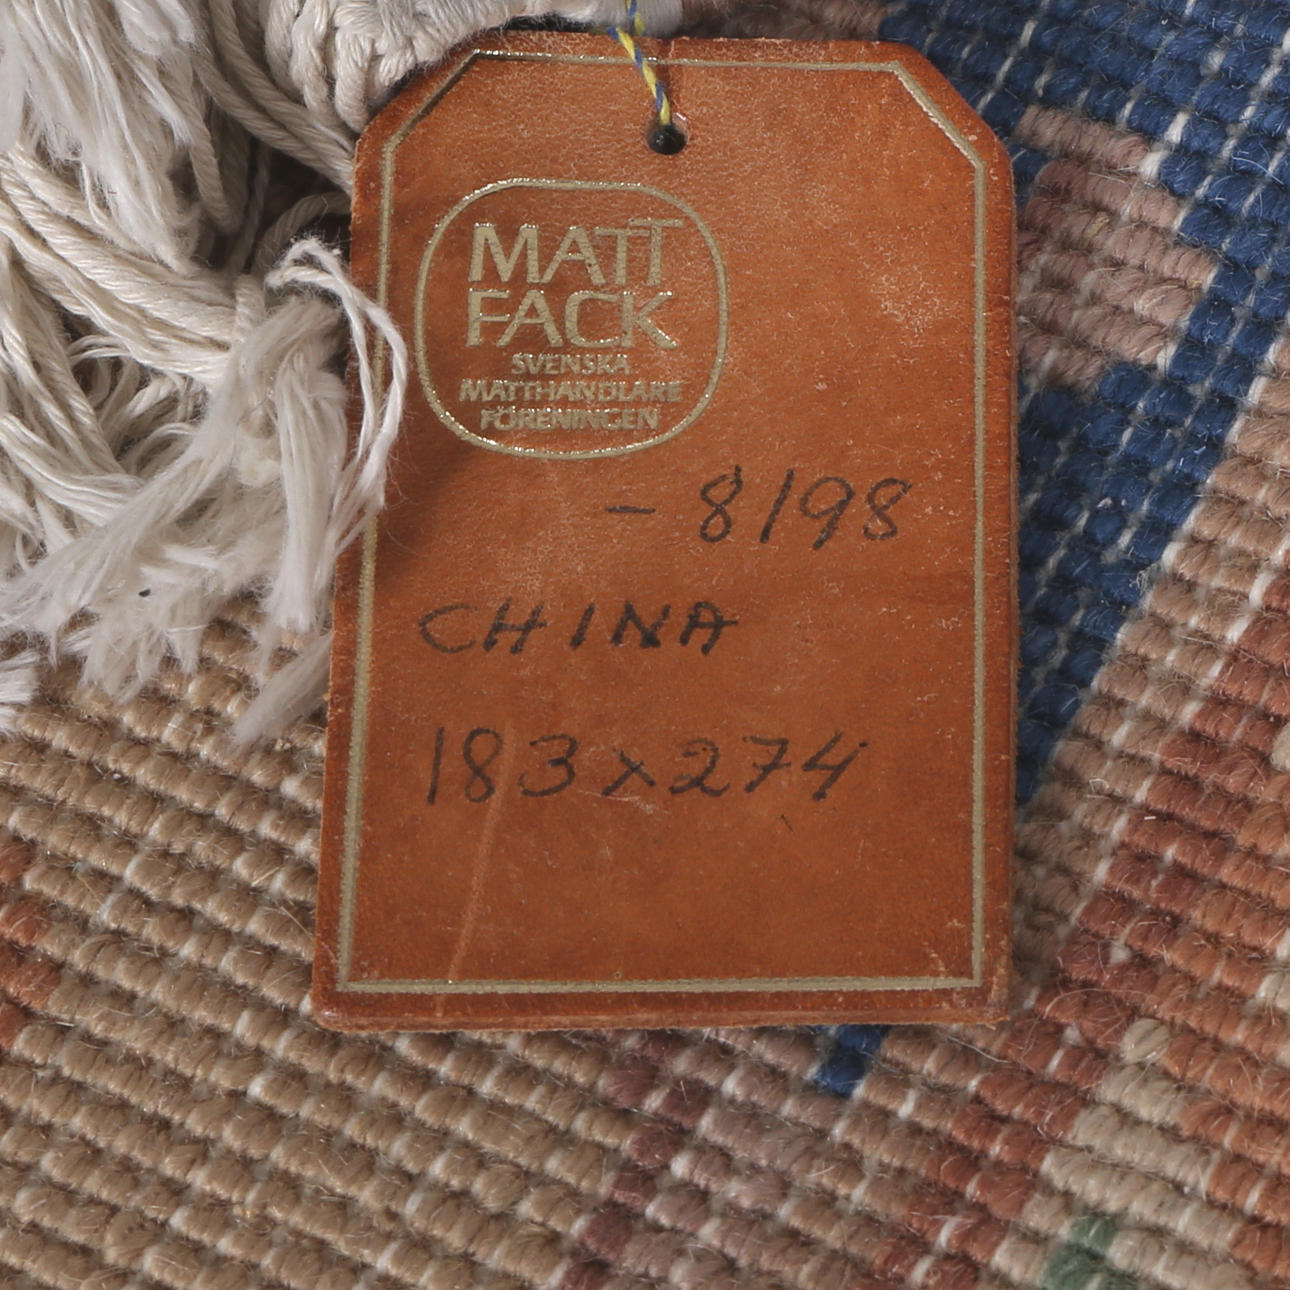 MATT
FACK
SVENSKA
MATTHANDLARE
FÖRENINGEN
- 8198
CHINA
183x274